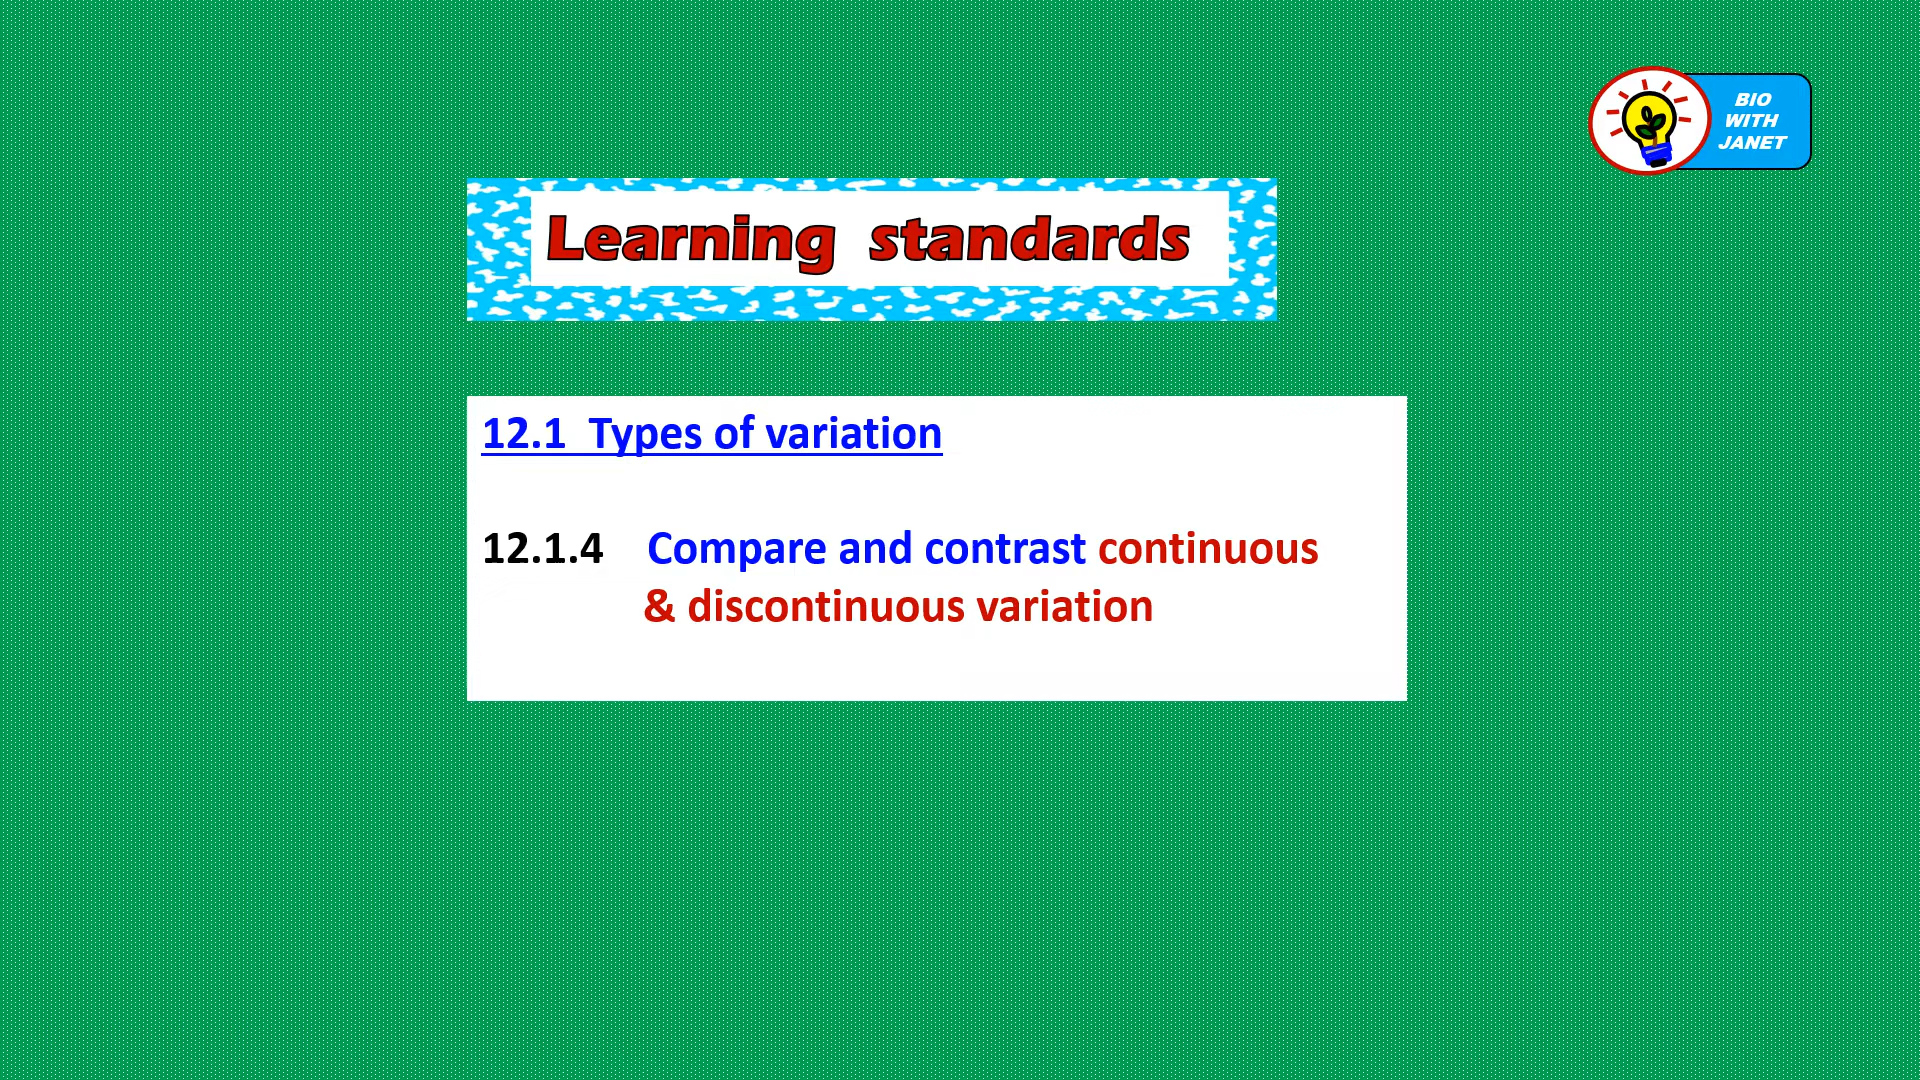 BIO
WITH
JANET
Learning standards
12.1 Types of variation
12.1.4 Compare and contrast continuous
& discontinuous variation